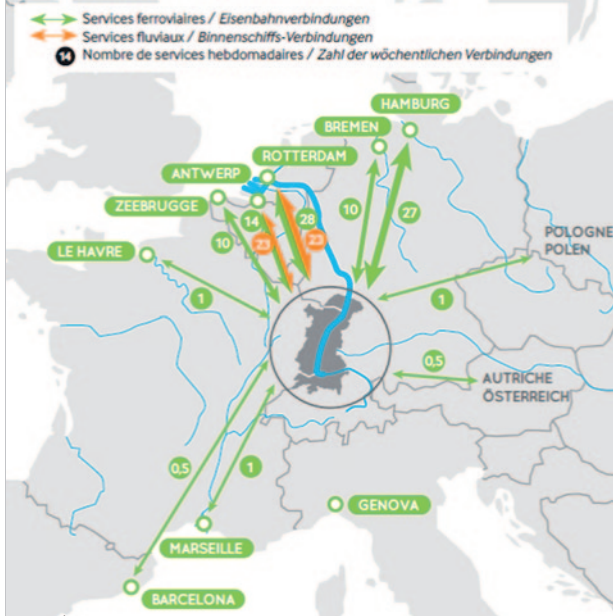 Services ferroviaires / Eisenbahnverbindungen
Services fluviaux / Binnenschiffs-Verbindungen
14 Nombre de services hebdomadaires / Zahl der wöchentlichen Verbindungen
HAMBURG
BREMEN
ROTTERDAM
ANTWERP
ZEEBRUGGE
LE HAVRE
10
14
23
28
23
10
27
POLOGNE
POLEN
1
1
0,5
AUTRICHE
ÖSTERREICH
0,5
1
GENOVA
MARSEILLE
BARCELONA